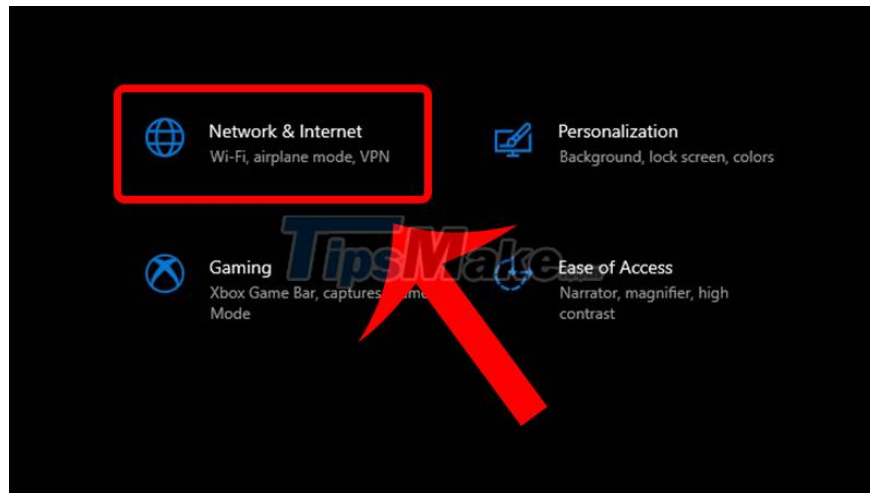 Network & Internet
Wi-Fi, airplane mode, VPN
Personalization
Background, lock screen, colors
TipsMake
Gaming
Xbox Game Bar, captures,
Mode
Ease of Access
Narrator, magnifier, high
contrast